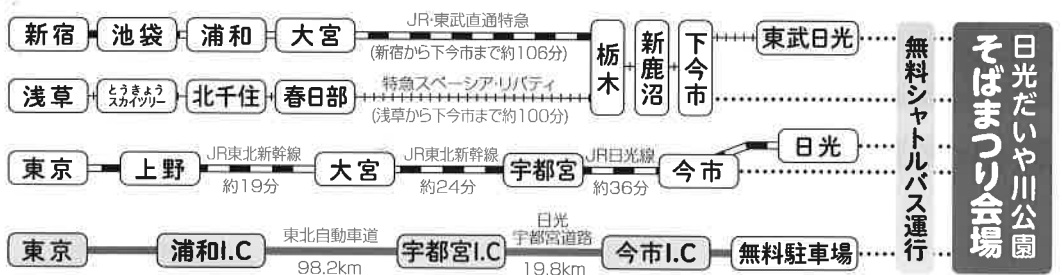 新宿 池袋 浦和 大宮 JR・東武直通特急 栃木 新鹿沼 下今市 東武日光
(新宿から下今市まで約106分)
浅草 とうきょうスカイツリー 北千住 春日部 特急スペーシア・リバティ
(浅草から下今市まで約100分)
東京 上野 JR東北新幹線 大宮 JR東北新幹線 宇都宮 JR日光線 今市 日光
約19分 約24分 約36分
東京 浦和I.C 東北自動車道 宇都宮I.C 日光宇都宮道路 今市I.C 無料駐車場
98.2km 19.8km
無料シャトルバス運行
日光だいや川公園
そばまつり会場